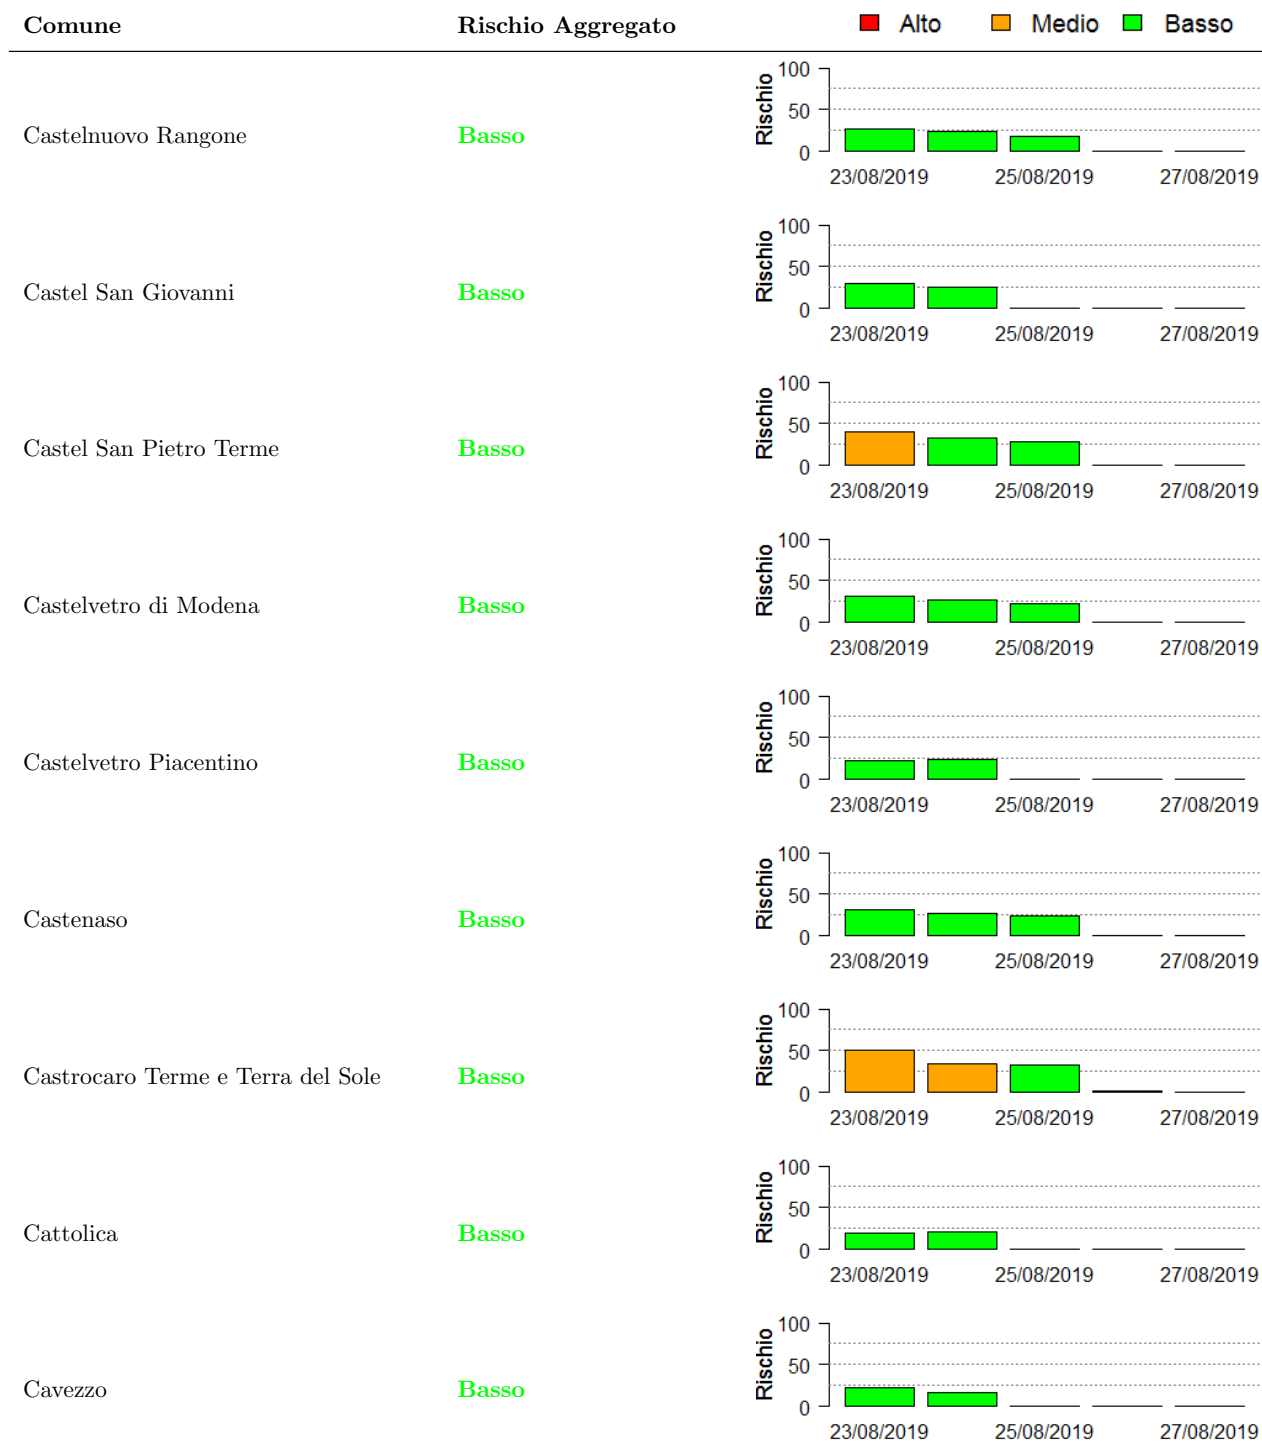 Comune Rischio Aggregato Alto Medio Basso
Castelnuovo Rangone Basso
Rischio
100
50
0
23/08/2019 25/08/2019 27/08/2019
Castel San Giovanni Basso
Rischio
100
50
0
23/08/2019 25/08/2019 27/08/2019
Castel San Pietro Terme Basso
Rischio
100
50
0
23/08/2019 25/08/2019 27/08/2019
Castelvetro di Modena Basso
Rischio
100
50
0
23/08/2019 25/08/2019 27/08/2019
Castelvetro Piacentino Basso
Rischio
100
50
0
23/08/2019 25/08/2019 27/08/2019
Castenaso Basso
Rischio
100
50
0
23/08/2019 25/08/2019 27/08/2019
Castrocaro Terme e Terra del Sole Basso
Rischio
100
50
0
23/08/2019 25/08/2019 27/08/2019
Cattolica Basso
Rischio
100
50
0
23/08/2019 25/08/2019 27/08/2019
Cavezzo Basso
Rischio
100
50
0
23/08/2019 25/08/2019 27/08/2019